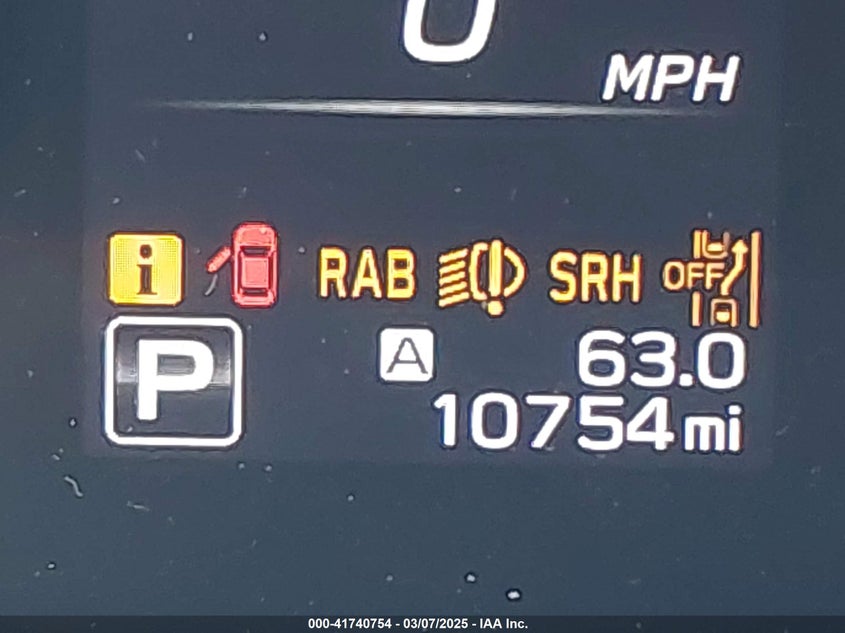 0
MPH
i RAB SRH OFF
P A 63.0
10754 mi
000-41740754 - 03/07/2025 - IAA Inc.